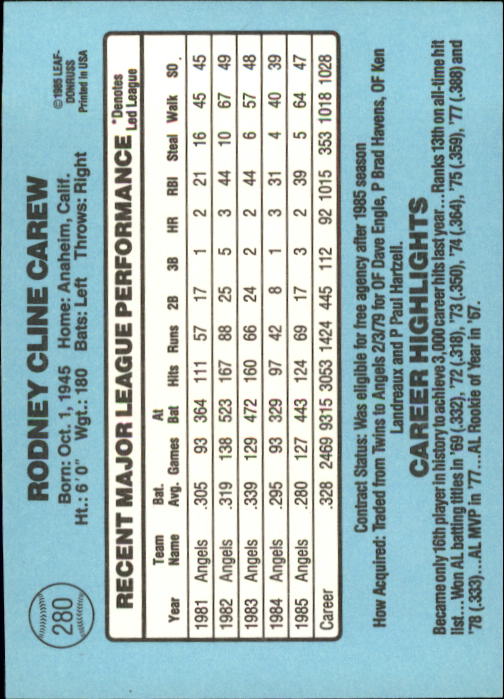 280
RODNEY CLINE CAREW
Born: Oct. 1, 1945 Home: Anaheim, Calif.
Ht.: 6'0" Wgt.: 180 Bats: Left Throws: Right
©1985 LEAF-
DONRUSS
Printed in USA
RECENT MAJOR LEAGUE PERFORMANCE *Denotes
Led League
Year Team Name Bat. Avg. Games At Bat Hits Runs 2B 3B HR RBI Steal Walk SO.
1981 Angels .305 93 364 111 57 17 1 2 21 16 45 45
1982 Angels .319 138 523 167 88 25 5 3 44 10 67 49
1983 Angels .339 129 472 160 66 24 2 2 44 6 57 48
1984 Angels .295 93 329 97 42 8 1 3 31 4 40 39
1985 Angels .280 127 443 124 69 17 3 2 39 5 64 47
Career .328 2469 9315 3053 1424 445 112 92 1015 353 1018 1028
Contract Status: Was eligible for free agency after 1985 season
How Acquired: Traded from Twins to Angels 2/3/79 for OF Dave Engle, P Brad Havens, OF Ken
Landreaux and P Paul Hartzell.
CAREER HIGHLIGHTS
Became only 16th player in history to achieve 3,000 career hits last year...Ranks 13th on all-time hit
list...Won AL batting titles in '69 (.332), '72 (.318), '73 (.350), '74 (.364), '75 (.359), '77 (.388) and
'78 (.333)...AL MVP in '77...AL Rookie of Year in '67.